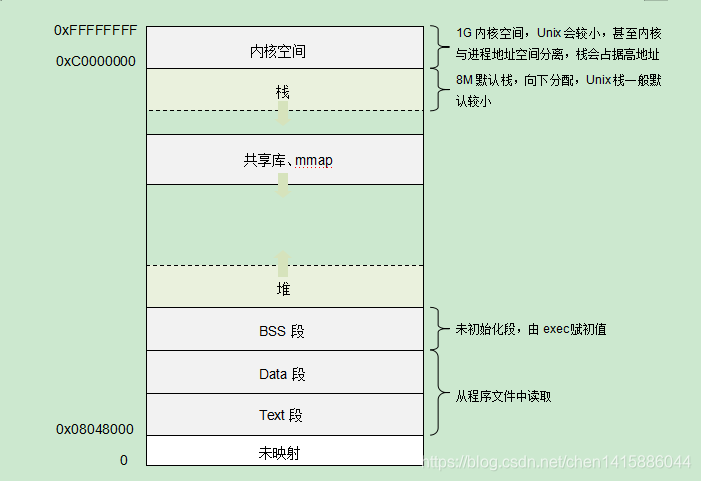 0xFFFFFFFF
1G 内核空间，Unix 会较小，甚至内核
与进程地址空间分离，栈会占据高地址
内核空间
0xC0000000
8M 默认栈，向下分配，Unix 栈一般默
认较小
栈
共享库、mmap
堆
BSS 段
未初始化段，由 exec赋初值
Data 段
从程序文件中读取
Text 段
0x08048000
未映射
0
https://blog.csdn.net/chen1415886044